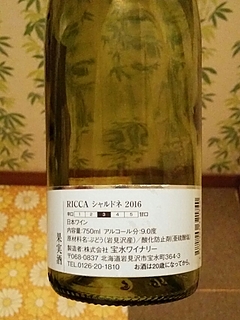 RICCA シャルドネ 2016
辛口 1 2 3 4 5 甘口
日本ワイン
内容量:750ml アルコール分:9.0度
原材料名:ぶどう(岩見沢産)/酸化防止剤(亜硫酸塩)
製造者:株式会社 宝水ワイナリー
〒068-0837 北海道岩見沢市宝水町364-3
TEL.0126-20-1810 お酒は20歳になってから。
果実酒